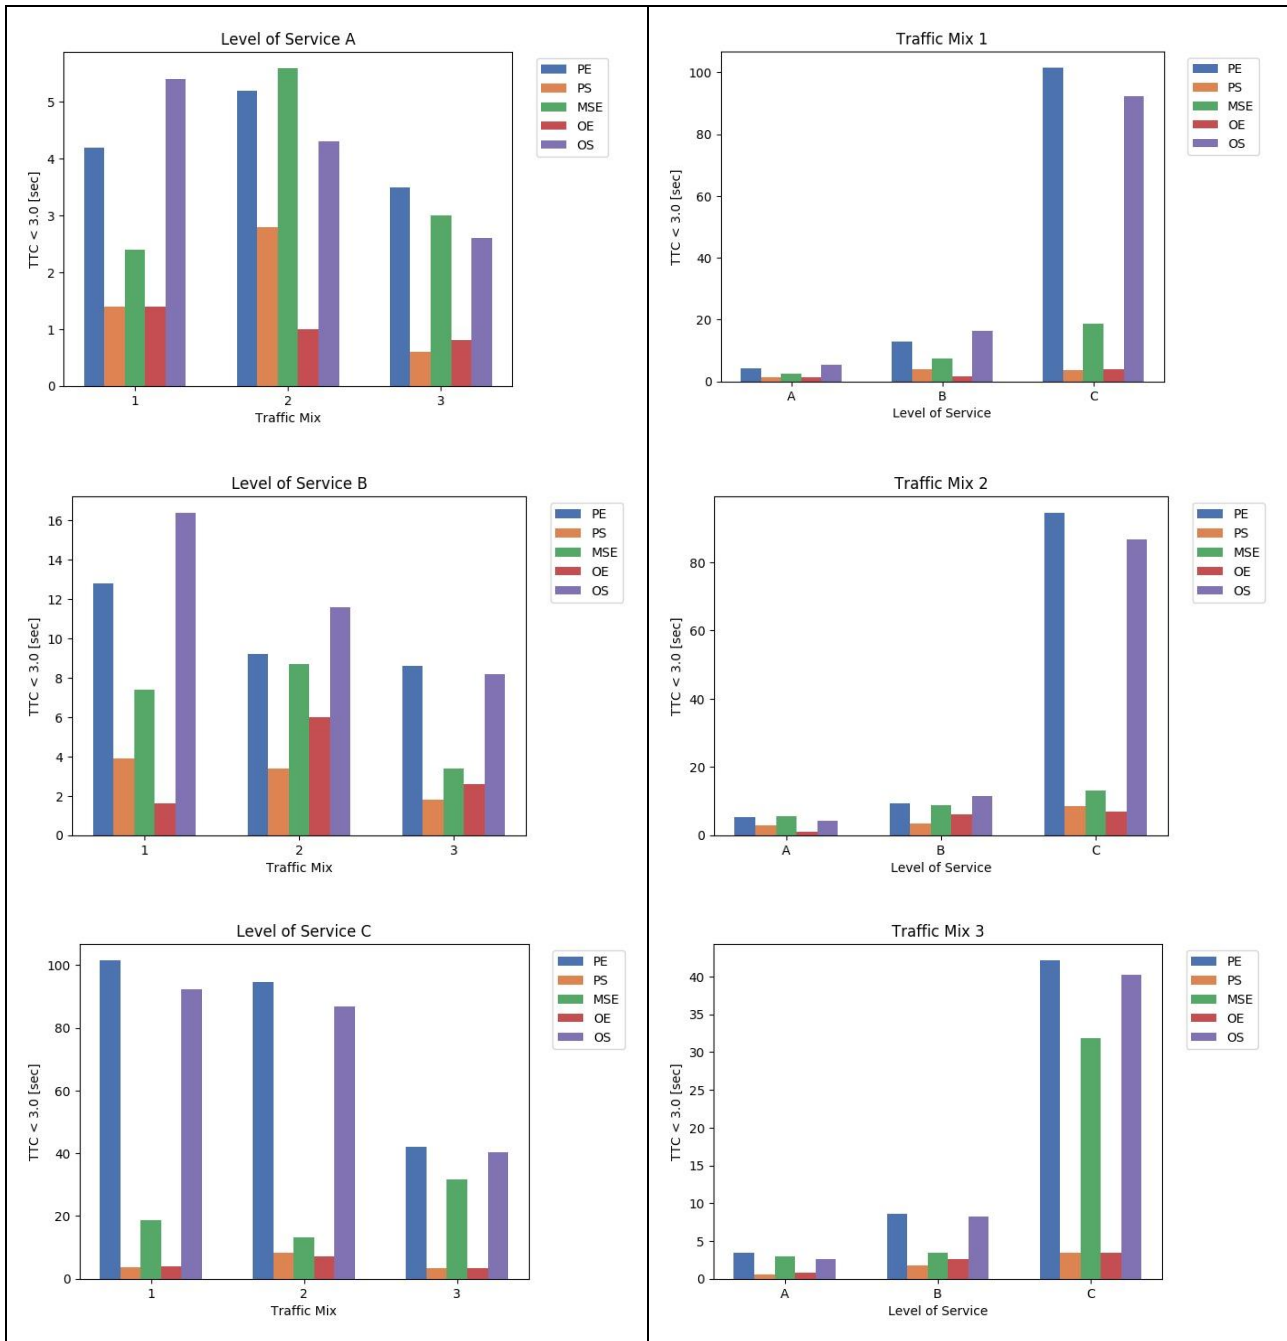 Level of Service A
TTC < 3.0 [sec]
5
4
3
2
1
0
1 2 3
Traffic Mix
PE
PS
MSE
OE
OS
Traffic Mix 1
TTC < 3.0 [sec]
100
80
60
40
20
0
A B C
Level of Service
PE
PS
MSE
OE
OS
Level of Service B
TTC < 3.0 [sec]
16
14
12
10
8
6
4
2
0
1 2 3
Traffic Mix
PE
PS
MSE
OE
OS
Traffic Mix 2
TTC < 3.0 [sec]
80
60
40
20
0
A B C
Level of Service
PE
PS
MSE
OE
OS
Level of Service C
TTC < 3.0 [sec]
100
80
60
40
20
0
1 2 3
Traffic Mix
PE
PS
MSE
OE
OS
Traffic Mix 3
TTC < 3.0 [sec]
40
35
30
25
20
15
10
5
0
A B C
Level of Service
PE
PS
MSE
OE
OS